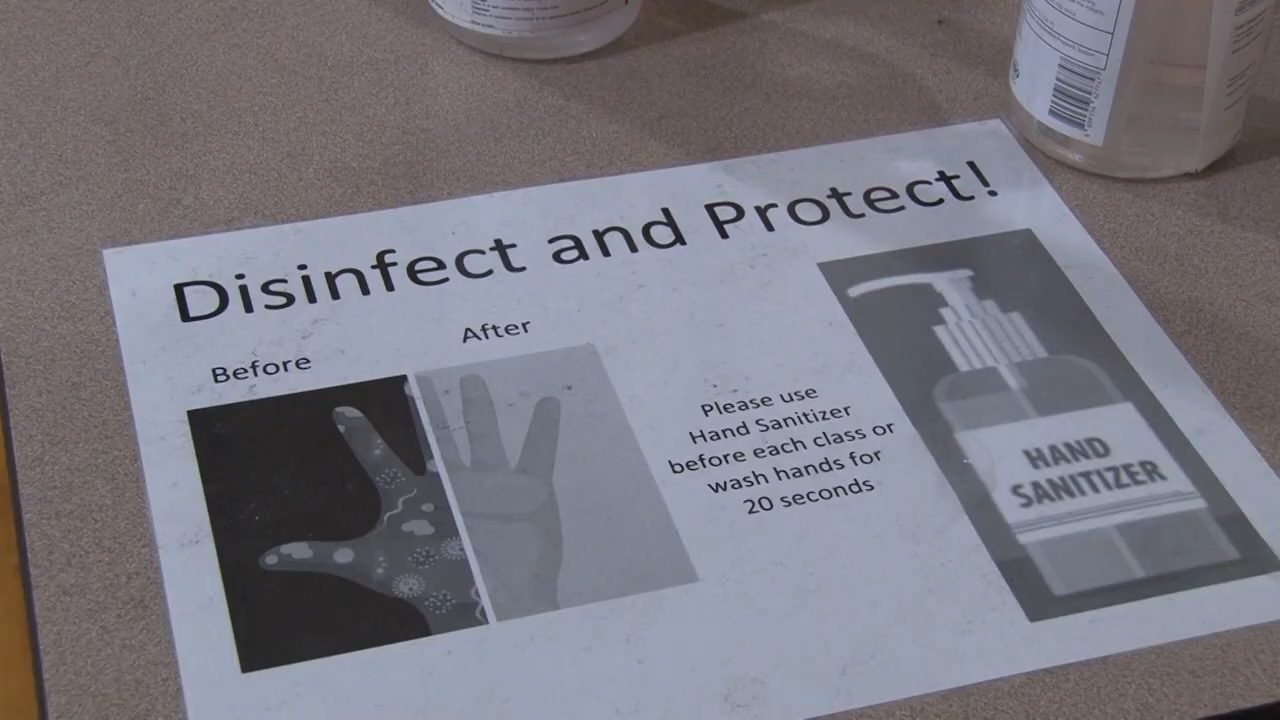 Disinfect and Protect!
Before
After
Please use
Hand Sanitizer
before each class or
wash hands for
20 seconds
HAND
SANITIZER